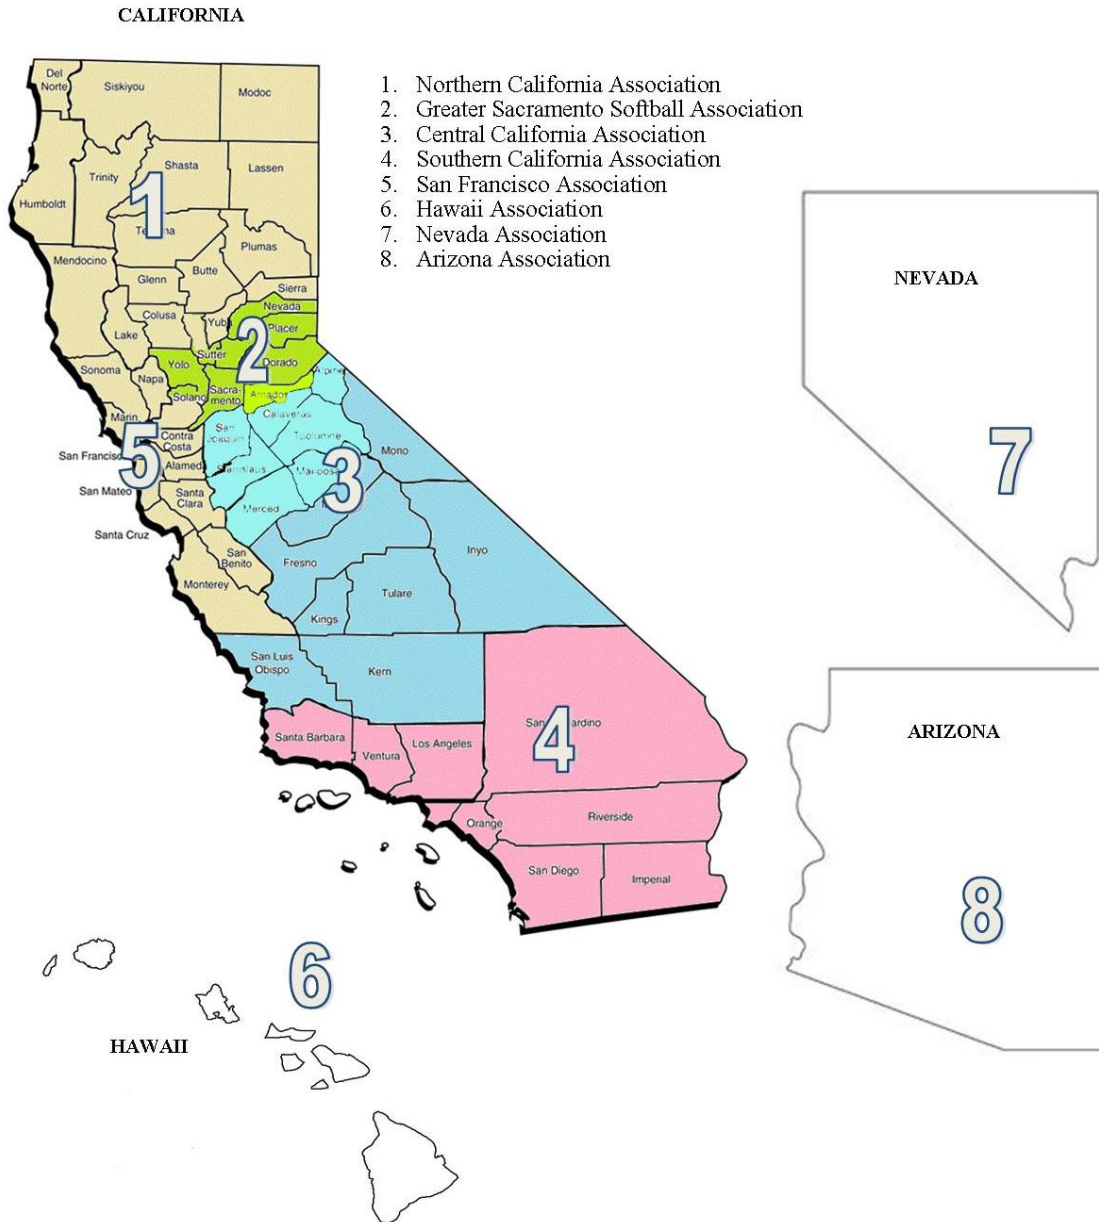 CALIFORNIA
1. Northern California Association
2. Greater Sacramento Softball Association
3. Central California Association
4. Southern California Association
5. San Francisco Association
6. Hawaii Association
7. Nevada Association
8. Arizona Association
Del
Norte
Siskiyou
Modoc
Trinity
Shasta
Lassen
Humboldt
1
Mendocino
Glenn
Butte
Plumas
Sierra
Colusa
Nevada
Lake
Placer
2
Sutter
Sonoma
Napa
Yolo
Dorado
Solano
Sacra-
mento
Amador
Alpine
Marin
Calaveras
Contra
Costa
San
Joaquin
Tuolumne
Mono
5
San Mateo
Santa
Clara
Stanislaus
3
Merced
Santa Cruz
San
Benito
Fresno
Inyo
Monterey
Kings
Tulare
San Luis
Obispo
Kern
Santa Barbara
Ventura
Los Angeles
4
Orange
Riverside
San Diego
Imperial
NEVADA
7
ARIZONA
8
6
HAWAII